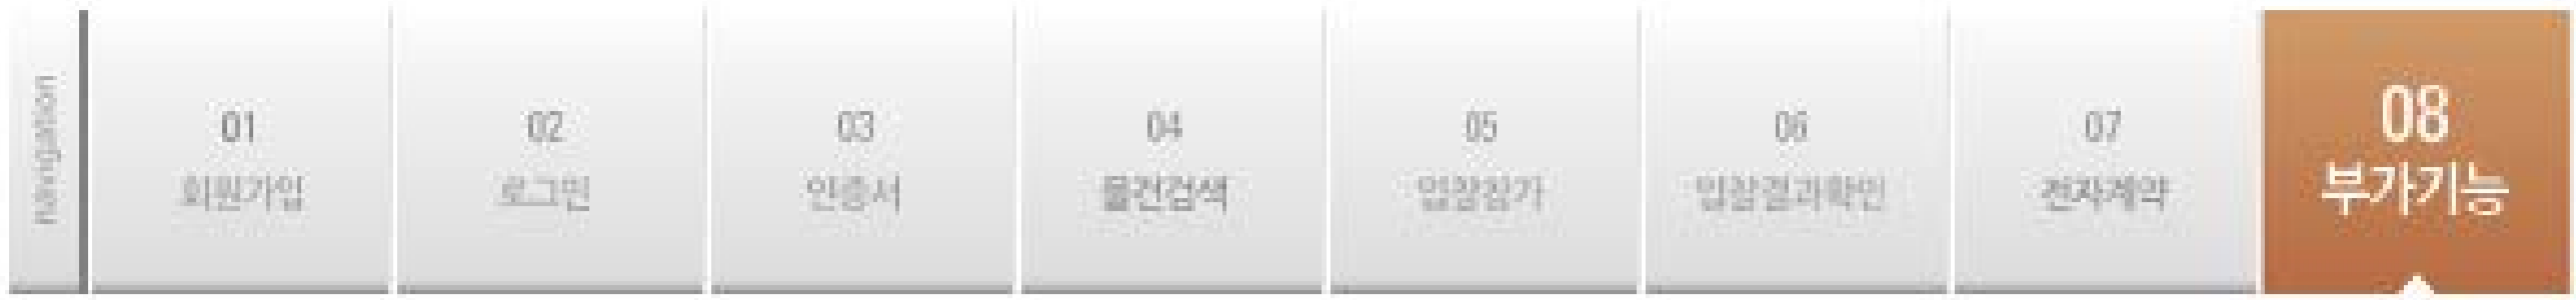 navigation
01
회원가입
02
로그인
03
인증서
04
물건검색
05
입찰참가
06
입찰결과확인
07
전자계약
08
부가기능